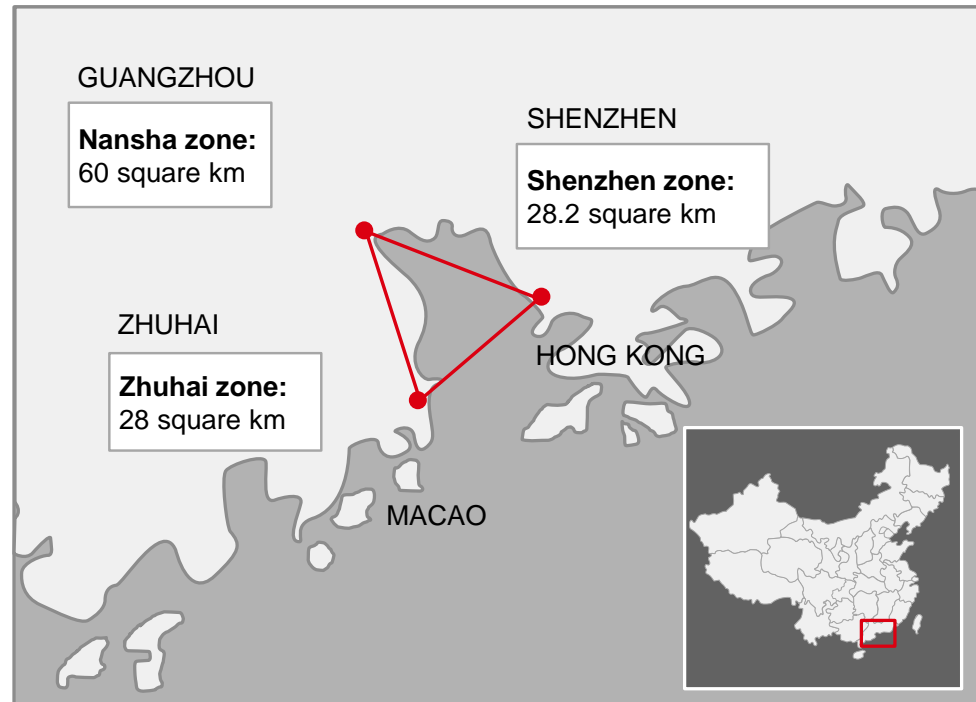 GUANGZHOU
Nansha zone:
60 square km
SHENZHEN
Shenzhen zone:
28.2 square km
ZHUHAI
Zhuhai zone:
28 square km
HONG KONG
MACAO